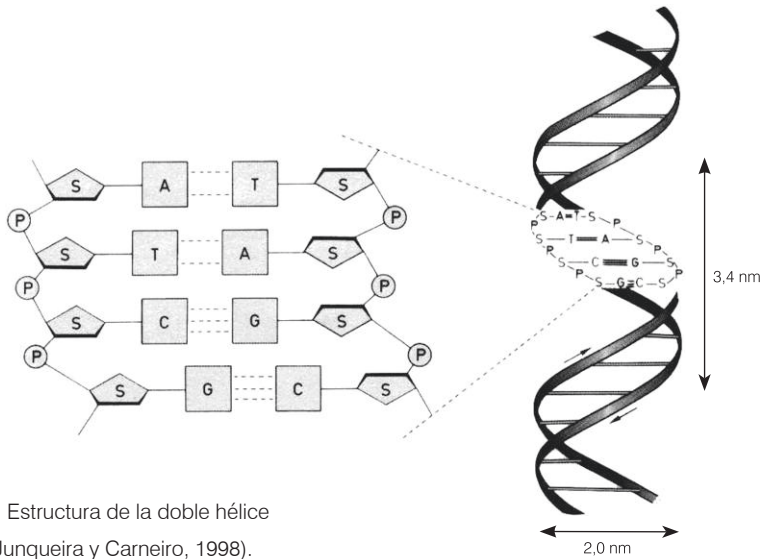 S A T S
P P
S T A S
P P
S C G S
P P
S G C S
S-A=T-S
P P
S-T=A-S
P P
S-C≡G-S
P P
S-G≡C-S
3,4 nm
2,0 nm
Estructura de la doble hélice
Junqueira y Carneiro, 1998).